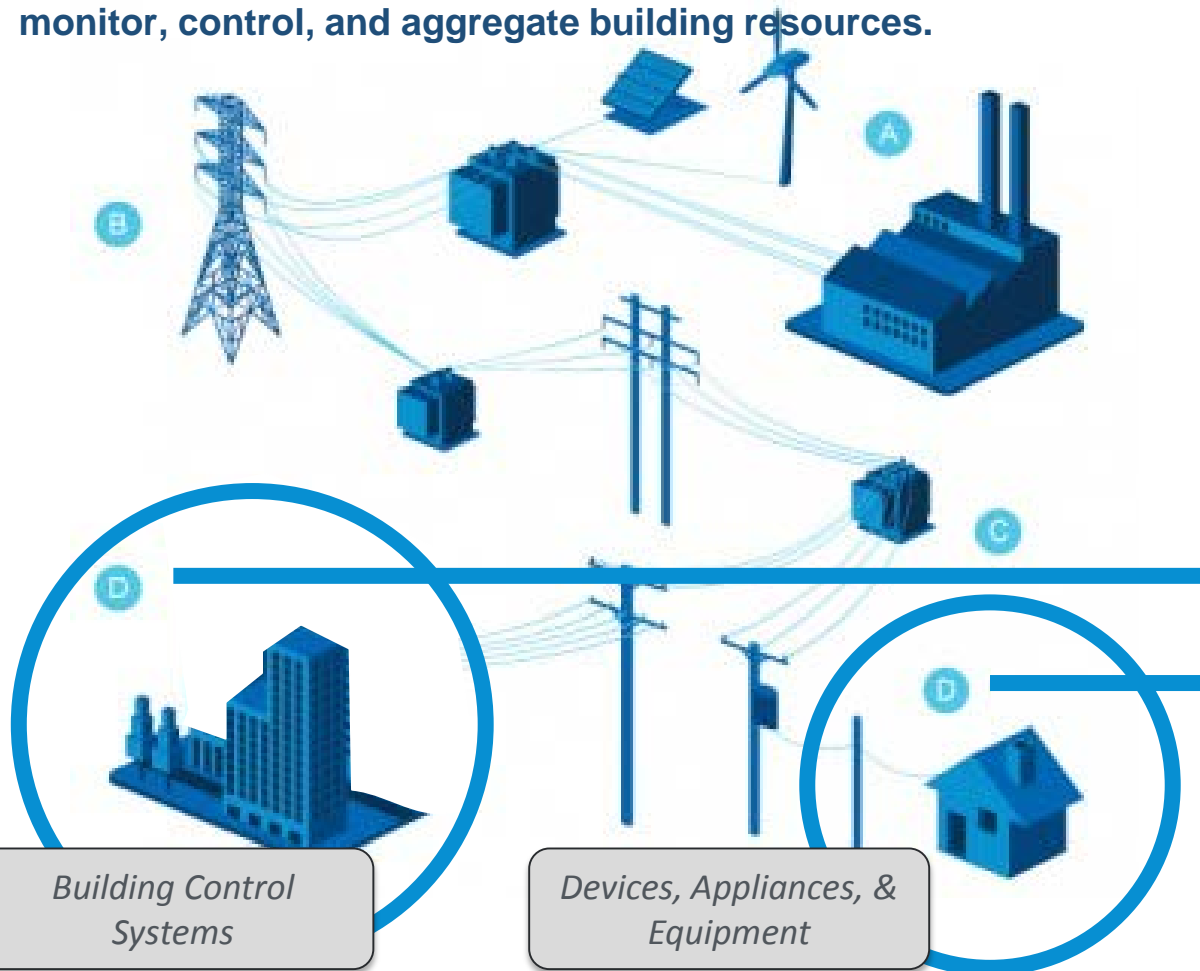 monitor, control, and aggregate building resources.
A
B
C
D
D
Building Control
Systems
Devices, Appliances, &
Equipment